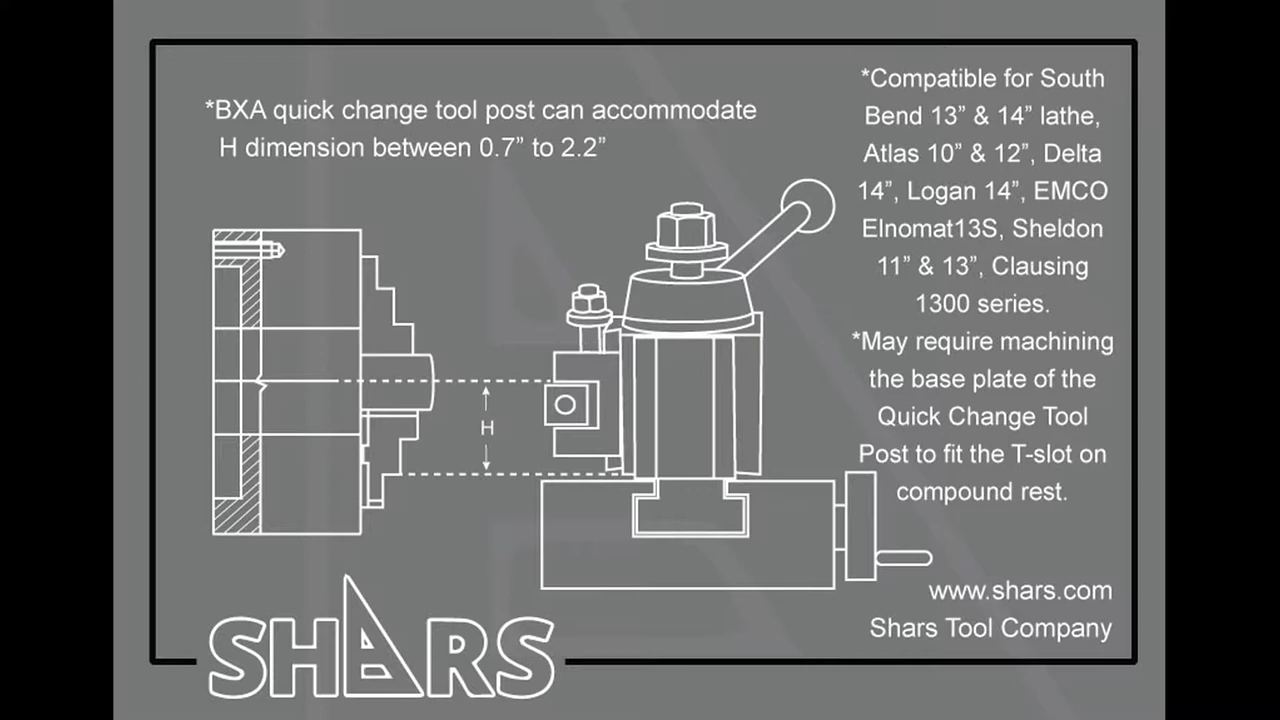 *BXA quick change tool post can accommodate
H dimension between 0.7” to 2.2”
*Compatible for South
Bend 13” & 14” lathe,
Atlas 10” & 12”, Delta
14”, Logan 14”, EMCO
Elnomat13S, Sheldon
11” & 13”, Clausing
1300 series.
*May require machining
the base plate of the
Quick Change Tool
Post to fit the T-slot on
compound rest.
H
www.shars.com
Shars Tool Company
SHARS